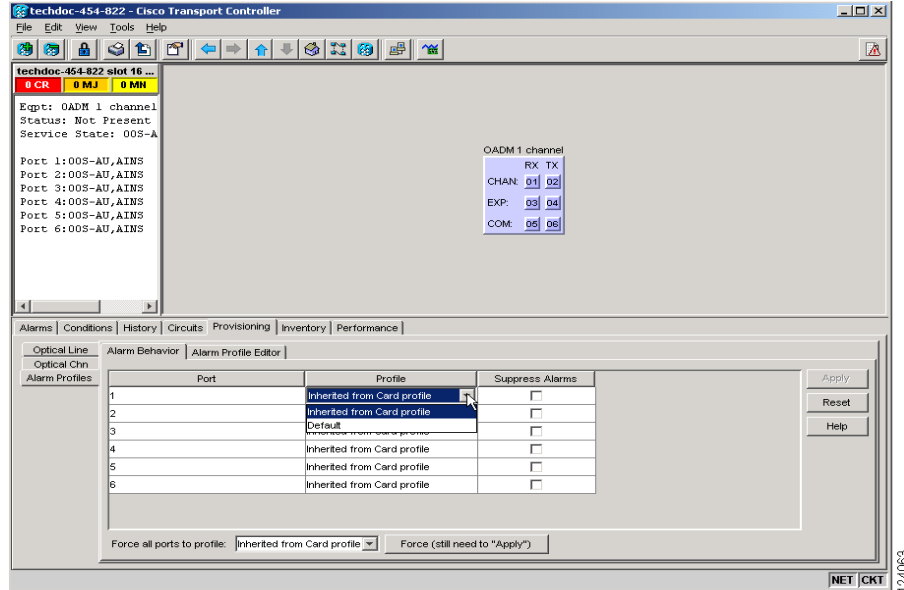 techdoc-454-822 - Cisco Transport Controller
File Edit View Tools Help
techdoc-454-822 slot 16 ...
0 CR 0 MJ 0 MN
Eqpt: OADM 1 channel
Status: Not Present
Service State: OOS-A
Port 1:OOS-AU,AINS
Port 2:OOS-AU,AINS
Port 3:OOS-AU,AINS
Port 4:OOS-AU,AINS
Port 5:OOS-AU,AINS
Port 6:OOS-AU,AINS
OADM 1 channel
RX TX
CHAN: 01 02
EXP: 03 04
COM: 05 06
Alarms Conditions History Circuits Provisioning Inventory Performance
Optical Line
Optical Chn
Alarm Profiles
Alarm Behavior Alarm Profile Editor
Port Profile Suppress Alarms
1 Inherited from Card profile
2 Inherited from Card profile
Default
3
4 Inherited from Card profile
5 Inherited from Card profile
6 Inherited from Card profile
Apply
Reset
Help
Force all ports to profile: Inherited from Card profile Force (still need to "Apply")
NET CKT
124063